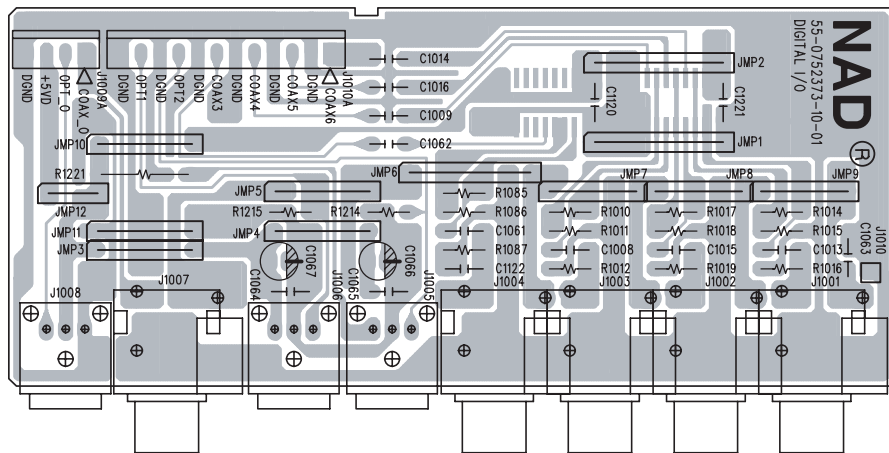 NAD
®
55-0752373-10-01
DIGITAL I/O
J1009A
COAX_0
OPT_0
+5VD
DGND
J1010A
COAX6
DGND
COAX5
DGND
COAX4
DGND
COAX3
DGND
OPT2
DGND
OPT1
DGND
C1014
C1016
C1009
C1062
JMP2
C1120
C1221
JMP1
JMP10
R1221
JMP12
JMP11
JMP3
JMP5
R1215
R1214
JMP4
JMP6
JMP7
JMP8
JMP9
R1085
R1086
C1061
R1087
C1122
R1010
R1011
C1008
R1012
R1017
R1018
C1015
R1019
R1014
R1015
C1013
R1016
J1010
C1063
C1067
C1064
C1066
C1065
J1008
J1007
J1006
J1005
J1004
J1003
J1002
J1001